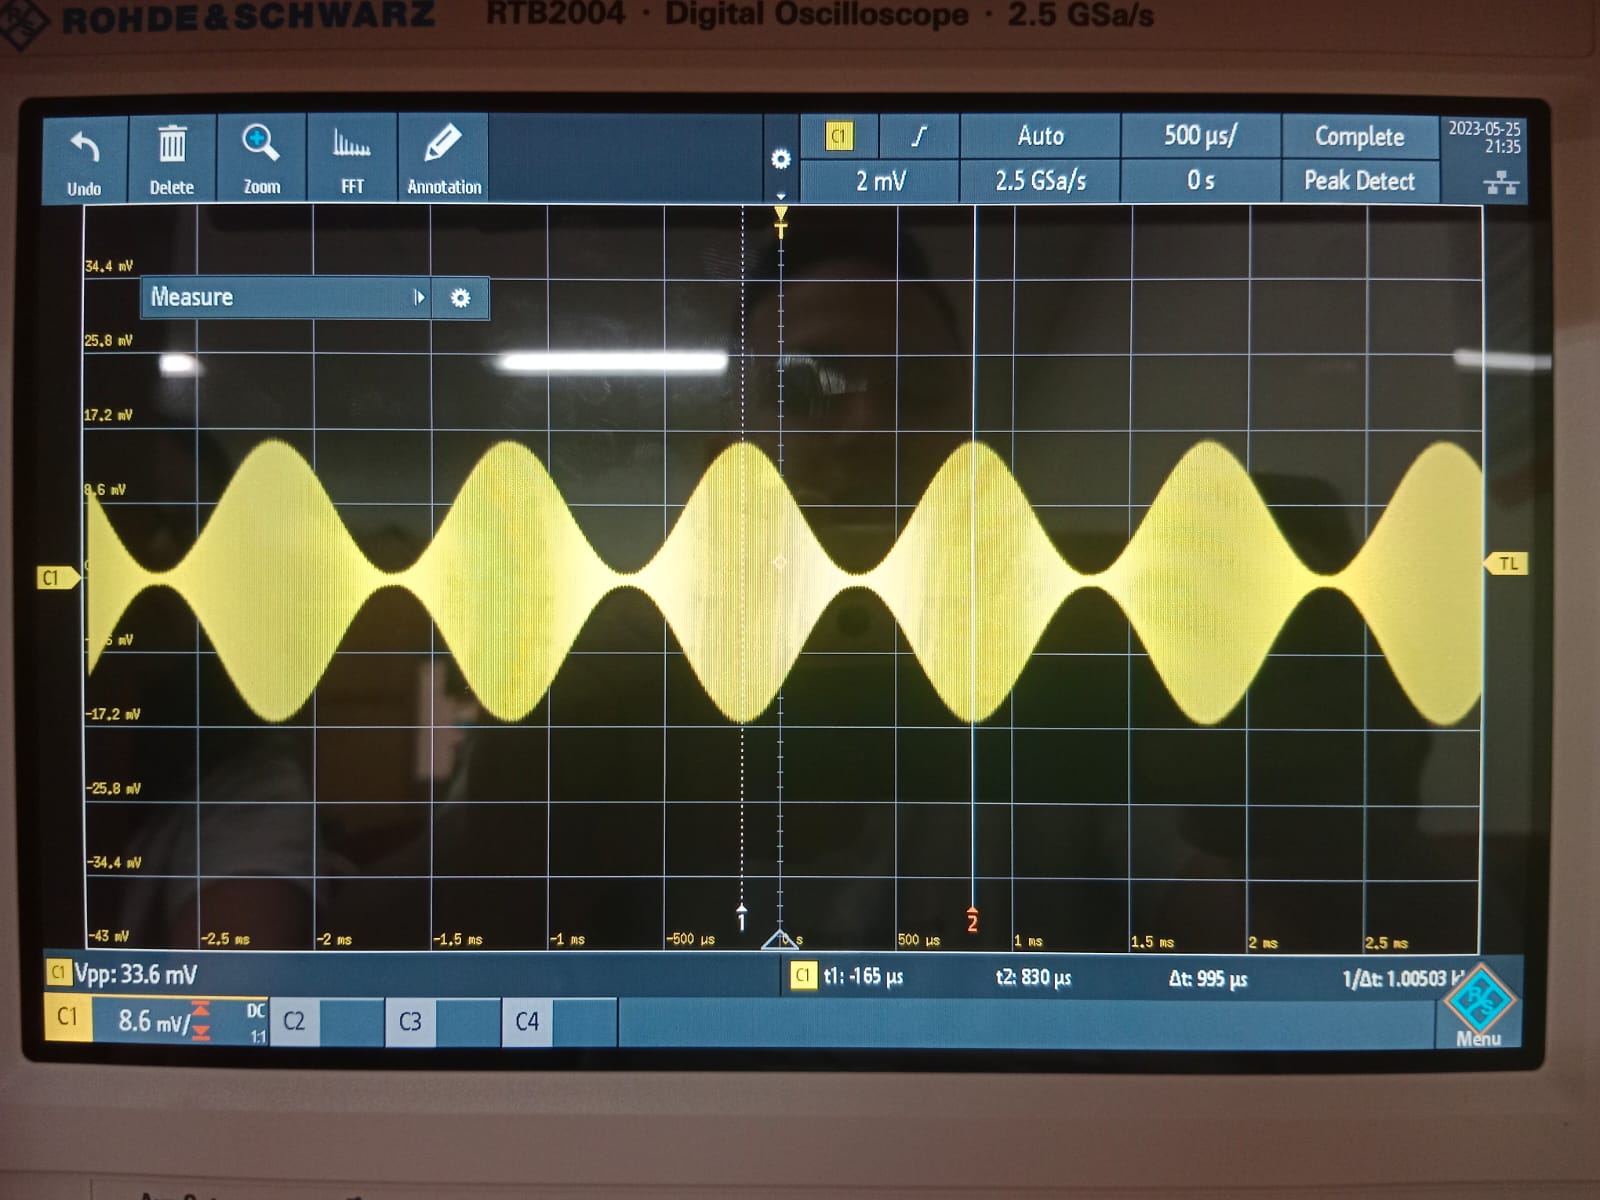 ROHDE&SCHWARZ RTB2004 · Digital Oscilloscope · 2.5 GSa/s
Undo
Delete
Zoom
FFT
Annotation
C1
Auto
500 µs/
Complete
2 mV
2.5 GSa/s
0 s
Peak Detect
2023-05-25
21:35
T
34.4 mV
Measure
25.8 mV
17.2 mV
8.6 mV
C1
TL
-17.2 mV
-25.8 mV
-34.4 mV
-43 mV
-2.5 ms
-2 ms
-1.5 ms
-1 ms
-500 µs
1
0 s
500 µs
2
1 ms
1.5 ms
2 ms
2.5 ms
C1 Vpp: 33.6 mV
C1 t1: -165 µs t2: 830 µs Δt: 995 µs 1/Δt: 1.00503
C1 8.6 mV/ DC 1:1
C2
C3
C4
R S
Menu